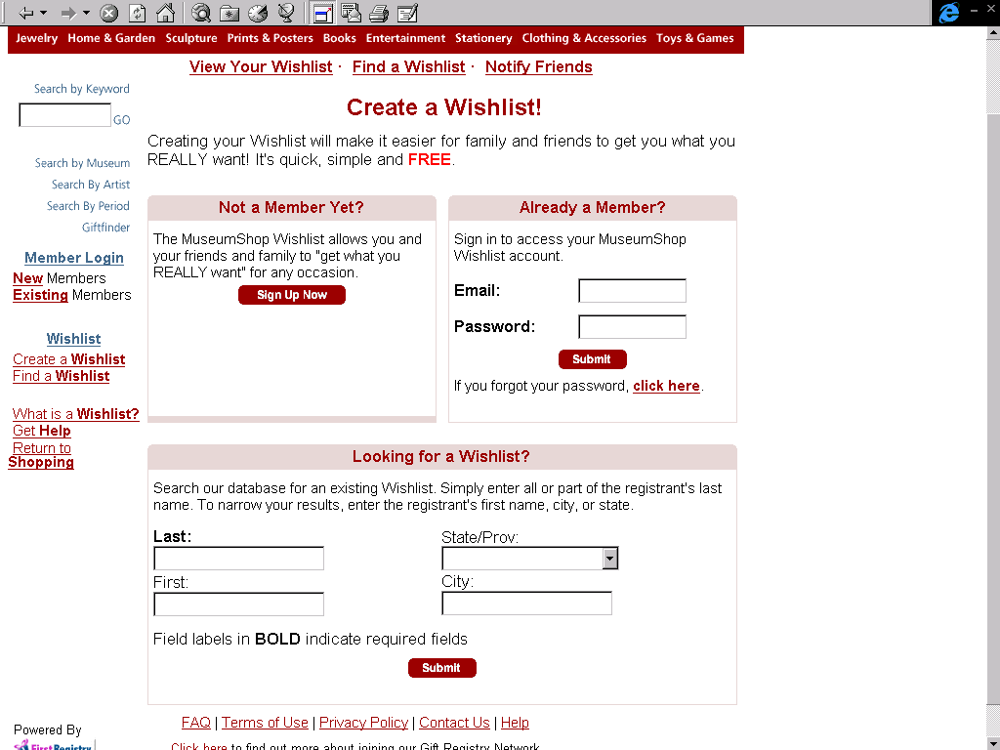 Jewelry Home & Garden Sculpture Prints & Posters Books Entertainment Stationery Clothing & Accessories Toys & Games
View Your Wishlist · Find a Wishlist · Notify Friends
Search by Keyword
GO
Search by Museum
Search By Artist
Search By Period
Giftfinder
Member Login
New Members
Existing Members
Wishlist
Create a Wishlist
Find a Wishlist
What is a Wishlist?
Get Help
Return to
Shopping
Powered By
FirstRegistry
Create a Wishlist!
Creating your Wishlist will make it easier for family and friends to get you what you
REALLY want! It's quick, simple and FREE.
Not a Member Yet?
The MuseumShop Wishlist allows you and
your friends and family to "get what you
REALLY want" for any occasion.
Sign Up Now
Already a Member?
Sign in to access your MuseumShop
Wishlist account.
Email:
Password:
Submit
If you forgot your password, click here.
Looking for a Wishlist?
Search our database for an existing Wishlist. Simply enter all or part of the registrant's last
name. To narrow your results, enter the registrant's first name, city, or state.
Last:
State/Prov:
First:
City:
Field labels in BOLD indicate required fields
Submit
FAQ | Terms of Use | Privacy Policy | Contact Us | Help
Click here to find out more about joining our Gift Registry Network